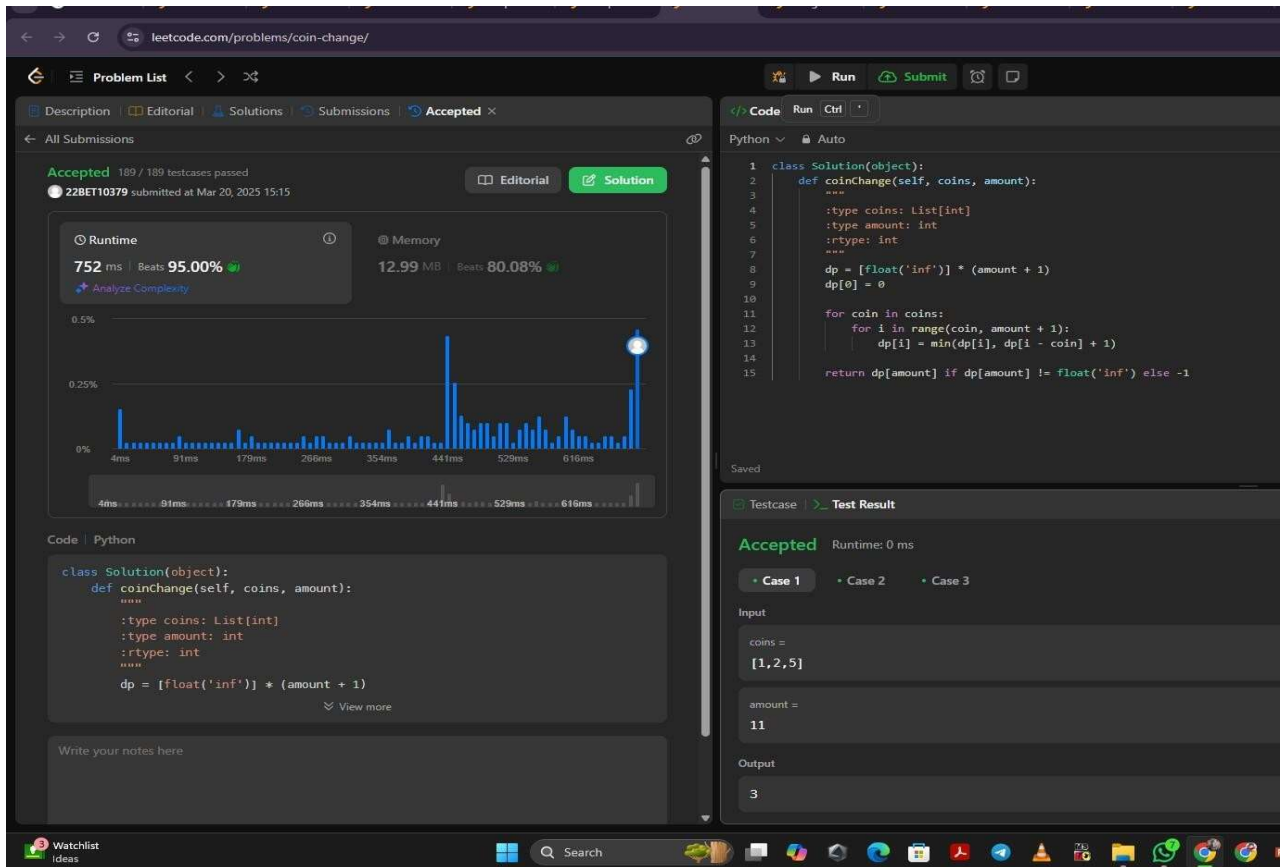 leetcode.com/problems/coin-change/
Problem List
Run
Submit
Description
Editorial
Solutions
Submissions
Accepted
All Submissions
Accepted 189 / 189 testcases passed
22BET10379 submitted at Mar 20, 2025 15:15
Editorial
Solution
Runtime
752 ms Beats 95.00%
Analyze Complexity
Memory
12.99 MB Beats 80.08%
0.5%
0.25%
0%
4ms 91ms 179ms 266ms 354ms 441ms 529ms 616ms
4ms 91ms 179ms 266ms 354ms 441ms 529ms 616ms
Code | Python
class Solution(object):
def coinChange(self, coins, amount):
"""
:type coins: List[int]
:type amount: int
:rtype: int
"""
dp = [float('inf')] * (amount + 1)
View more
Write your notes here
</> Code
Run Ctrl '
Python
Auto
1 class Solution(object):
2 def coinChange(self, coins, amount):
3 """
4 :type coins: List[int]
5 :type amount: int
6 :rtype: int
7 """
8 dp = [float('inf')] * (amount + 1)
9 dp[0] = 0
10
11 for coin in coins:
12 for i in range(coin, amount + 1):
13 dp[i] = min(dp[i], dp[i - coin] + 1)
14
15 return dp[amount] if dp[amount] != float('inf') else -1
Saved
Testcase
>_ Test Result
Accepted Runtime: 0 ms
• Case 1 • Case 2 • Case 3
Input
coins =
[1,2,5]
amount =
11
Output
3
3
Watchlist
Ideas
Search